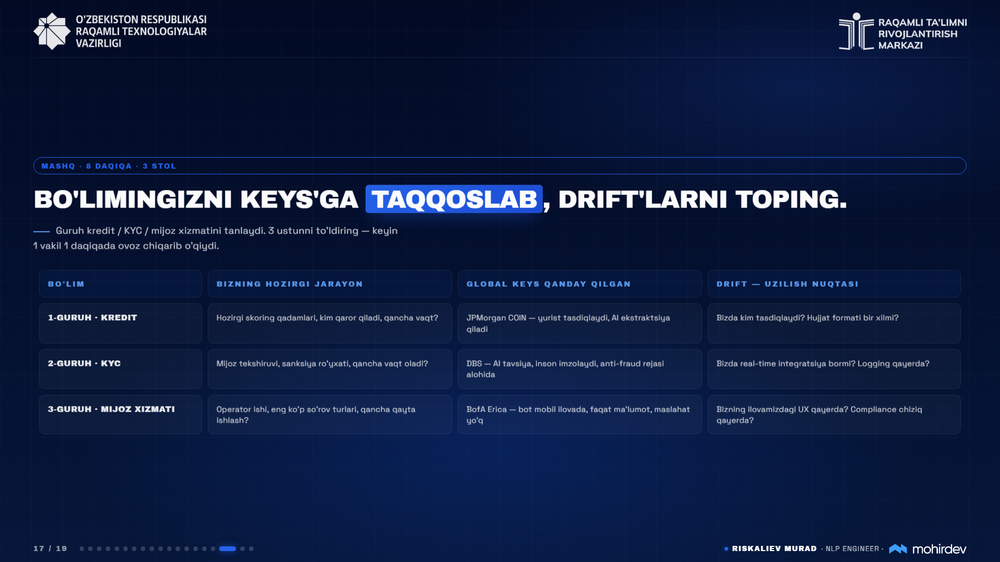 O'ZBEKISTON RESPUBLIKASI
RAQAMLI TEXNOLOGIYALAR
VAZIRLIGI
RAQAMLI TA'LIMNI
RIVOJLANTIRISH
MARKAZI
MASHQ · 8 DAQIQA · 3 STOL
BO'LIMINGIZNI KEYS'GA TAQQOSLAB, DRIFT'LARNI TOPING.
Guruh kredit / KYC / mijoz xizmatini tanlaydi. 3 ustunni to'ldiring — keyin
1 vakil 1 daqiqada ovoz chiqarib o'qiydi.
BO'LIM
BIZNING HOZIRGI JARAYON
GLOBAL KEYS QANDAY QILGAN
DRIFT — UZILISH NUQTASI
1-GURUH · KREDIT
Hozirgi skoring qadamlari, kim qaror qiladi, qancha vaqt?
JPMorgan COIN — yurist tasdiqlaydi, AI ekstraktsiya
qiladi
Bizda kim tasdiqlaydi? Hujjat formati bir xilmi?
2-GURUH · KYC
Mijoz tekshiruvi, sanksiya ro'yxati, qancha vaqt oladi?
DBS — AI tavsiya, inson imzolaydi, anti-fraud rejasi
alohida
Bizda real-time integratsiya bormi? Logging qayerda?
3-GURUH · MIJOZ XIZMATI
Operator ishi, eng ko'p so'rov turlari, qancha qayta
ishlash?
BofA Erica — bot mobil ilovada, faqat ma'lumot, maslahat
yo'q
Bizning ilovamizdagi UX qayerda? Compliance chiziq
qayerda?
17 / 19
RISKALIEV MURAD · NLP ENGINEER ·
mohirdev